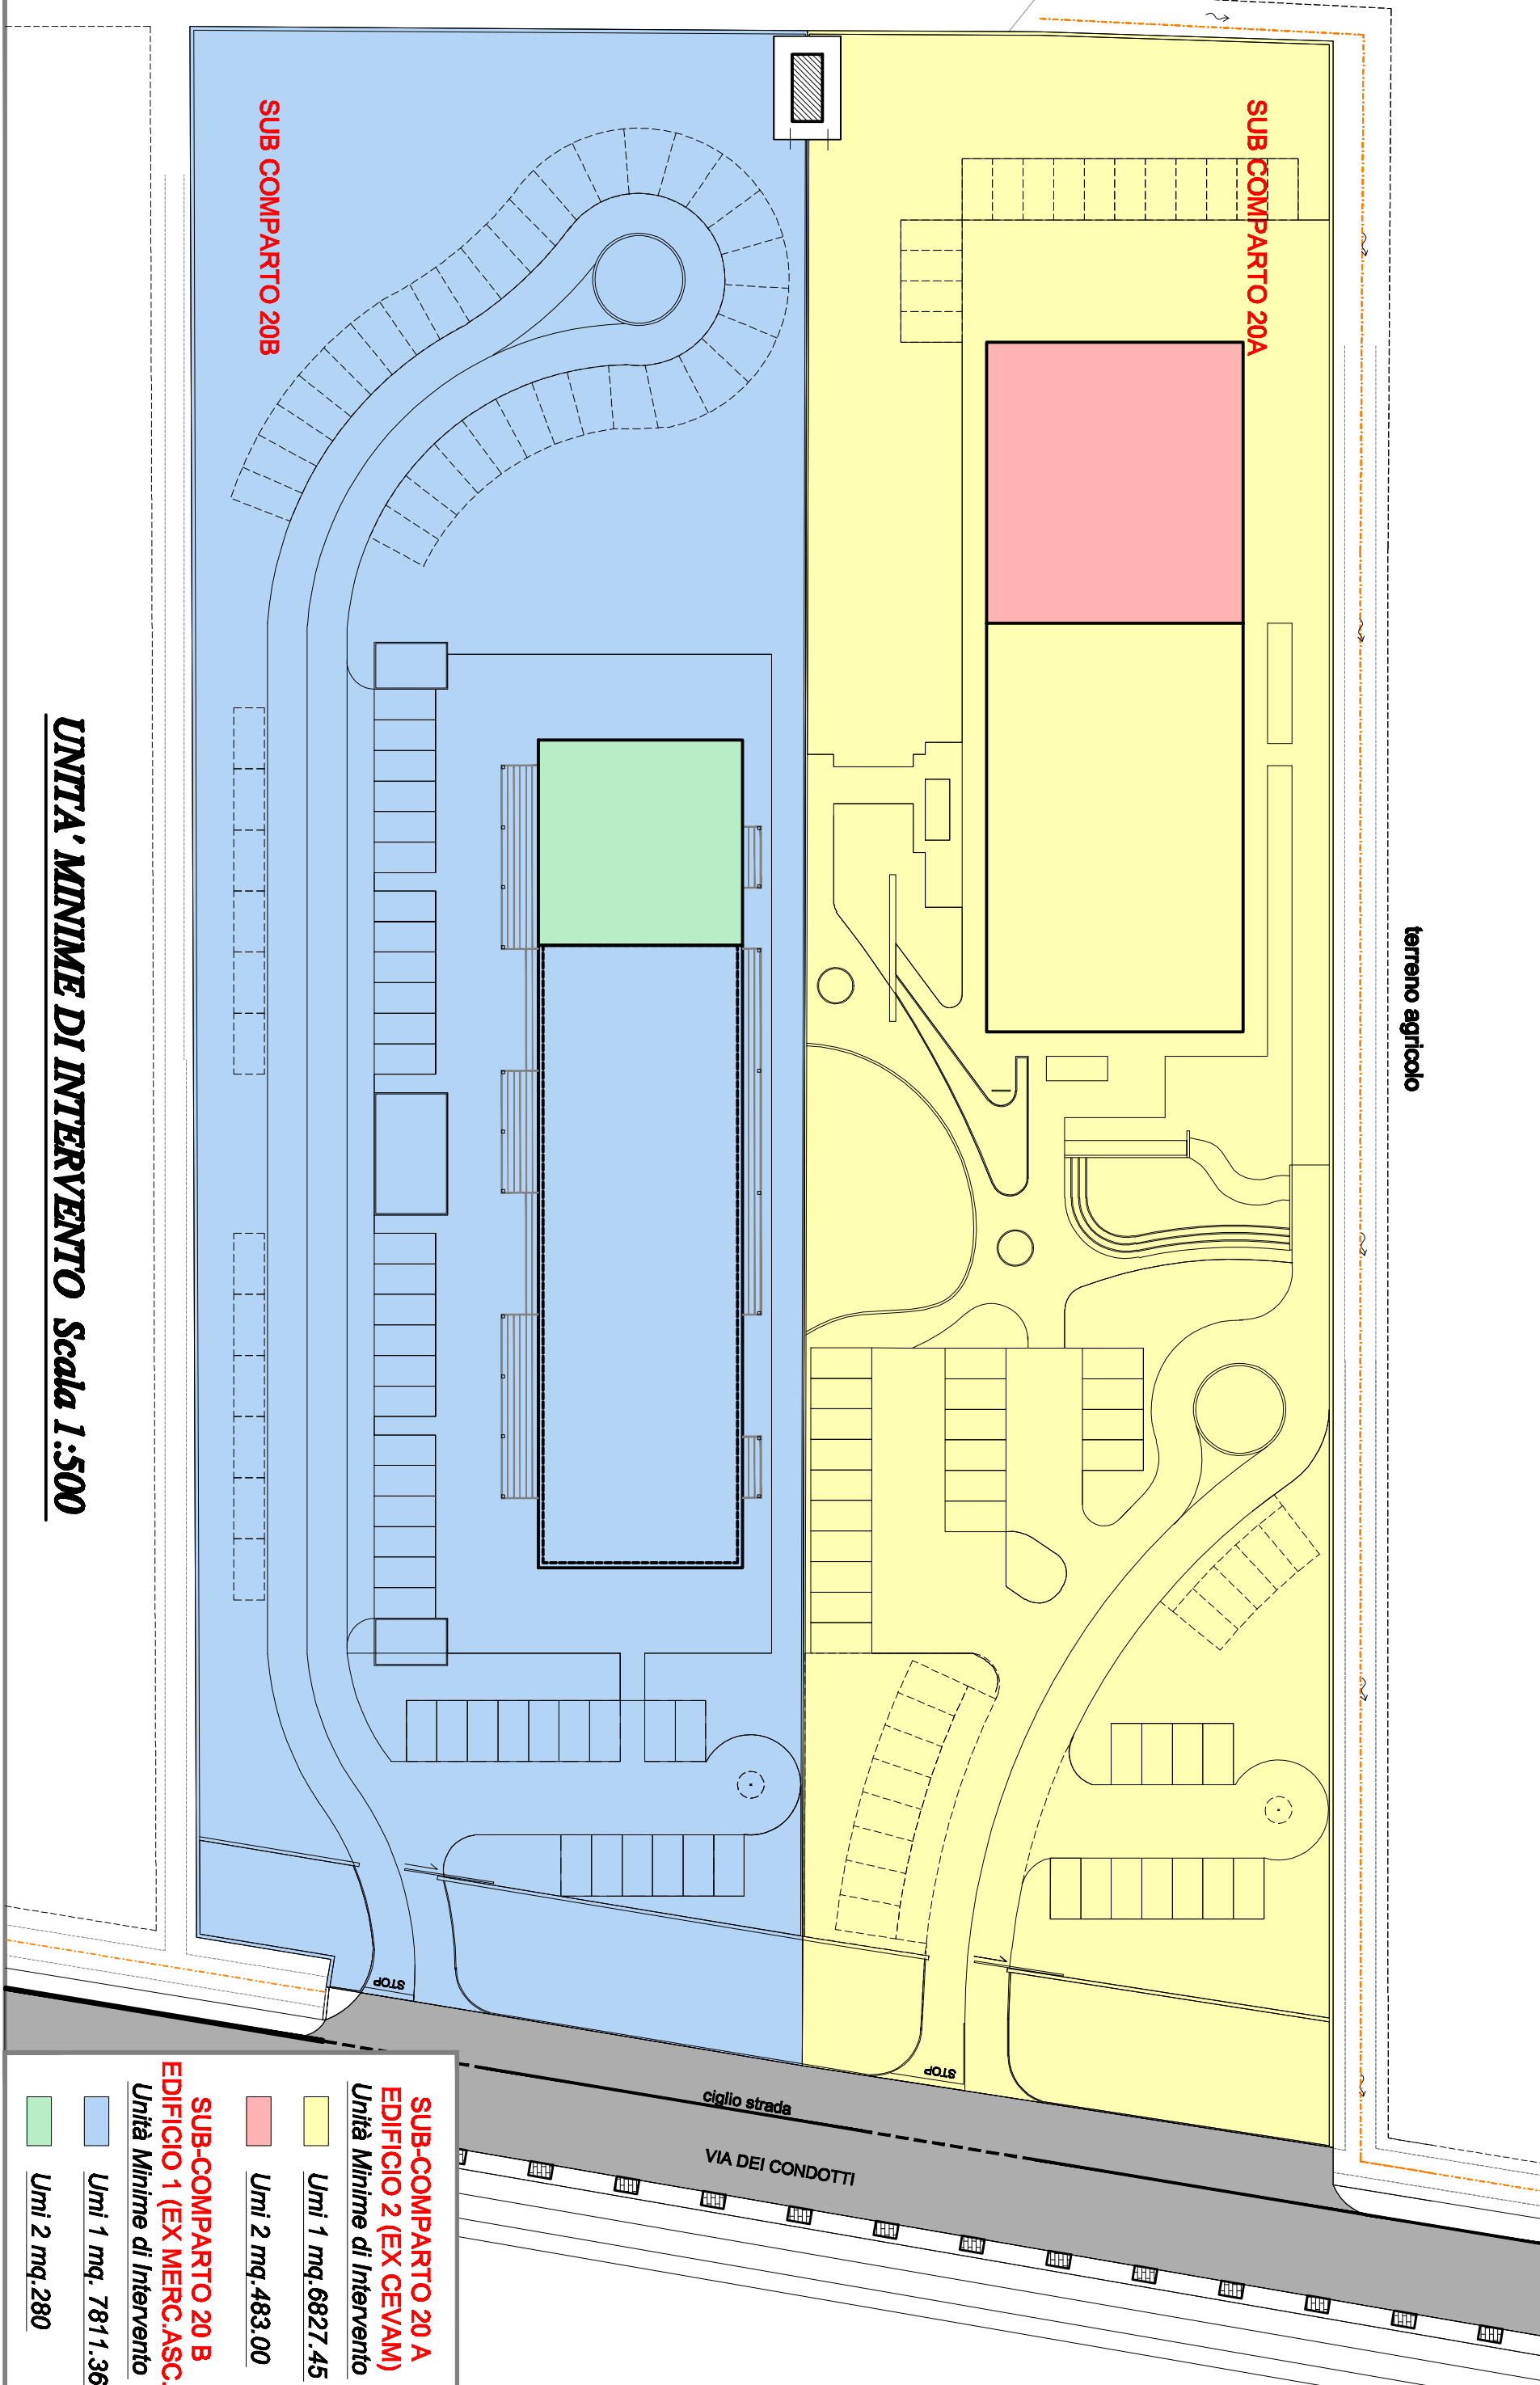 SUB COMPARTO 20A
SUB COMPARTO 20B
terreno agricolo
UNITA' MINIME DI INTERVENTO Scala 1:500
STOP
STOP
ciglio strada
VIA DEI CONDOTTI
SUB-COMPARTO 20 A
EDIFICIO 2 (EX CEVAM)
Unità Minime di Intervento
Umi 1 mq.6827.45
Umi 2 mq.483.00
SUB-COMPARTO 20 B
EDIFICIO 1 (EX MERC.ASC.
Unità Minime di Intervento
Umi 1 mq. 7811.36
Umi 2 mq.280